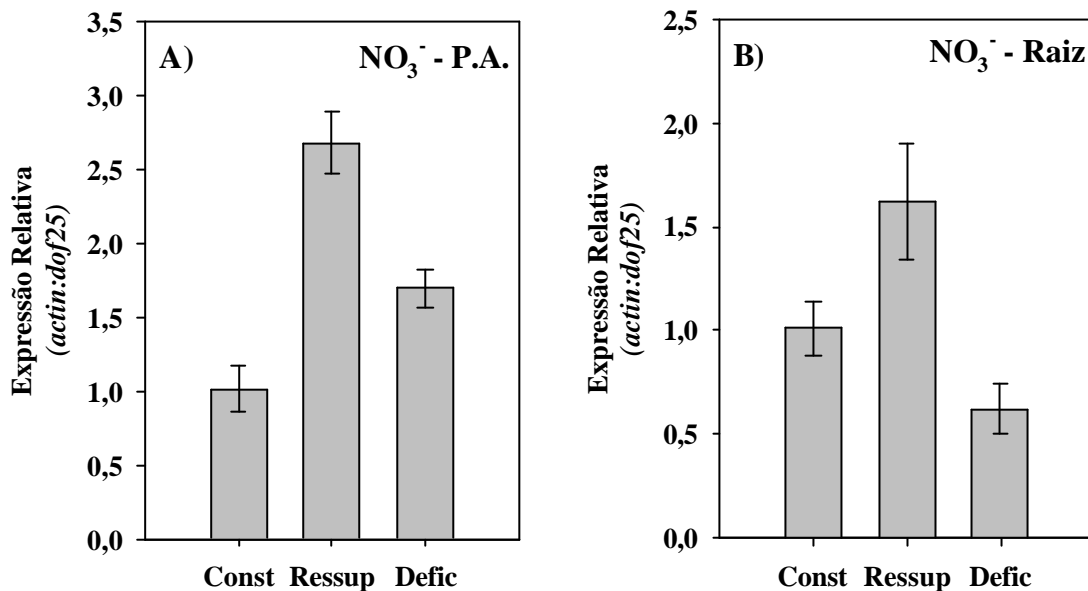 A) NO₃⁻ - P.A.
Expressão Relativa
(actin:dof25)
3,5
3,0
2,5
2,0
1,5
1,0
0,5
0,0
Const Ressup Defic
B) NO₃⁻ - Raiz
Expressão Relativa
(actin:dof25)
2,5
2,0
1,5
1,0
0,5
0,0
Const Ressup Defic